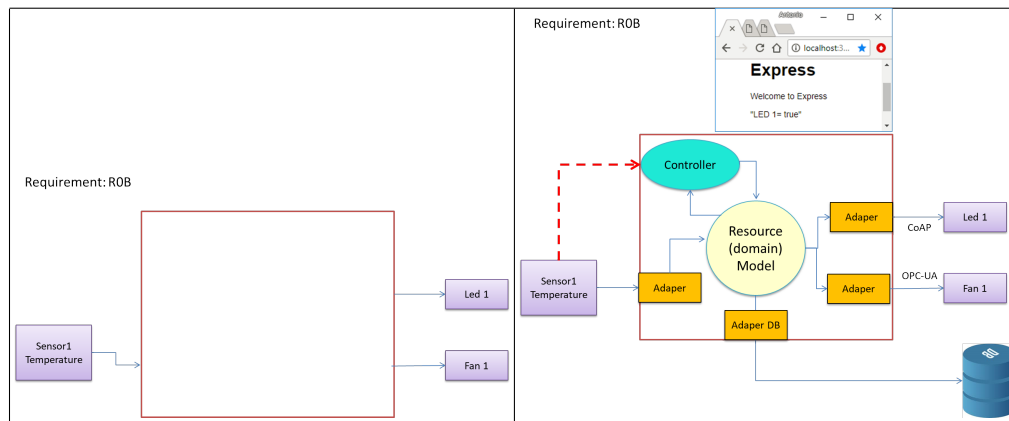 Requirement: R0B
Sensor1
Temperature
Led 1
Fan 1
Requirement: R0B
Antonio
localhost:3...
Express
Welcome to Express
"LED 1= true"
Controller
Resource
(domain)
Model
Sensor1
Temperature
Adaper
Adaper
CoAP
Led 1
Adaper
OPC-UA
Fan 1
Adaper DB